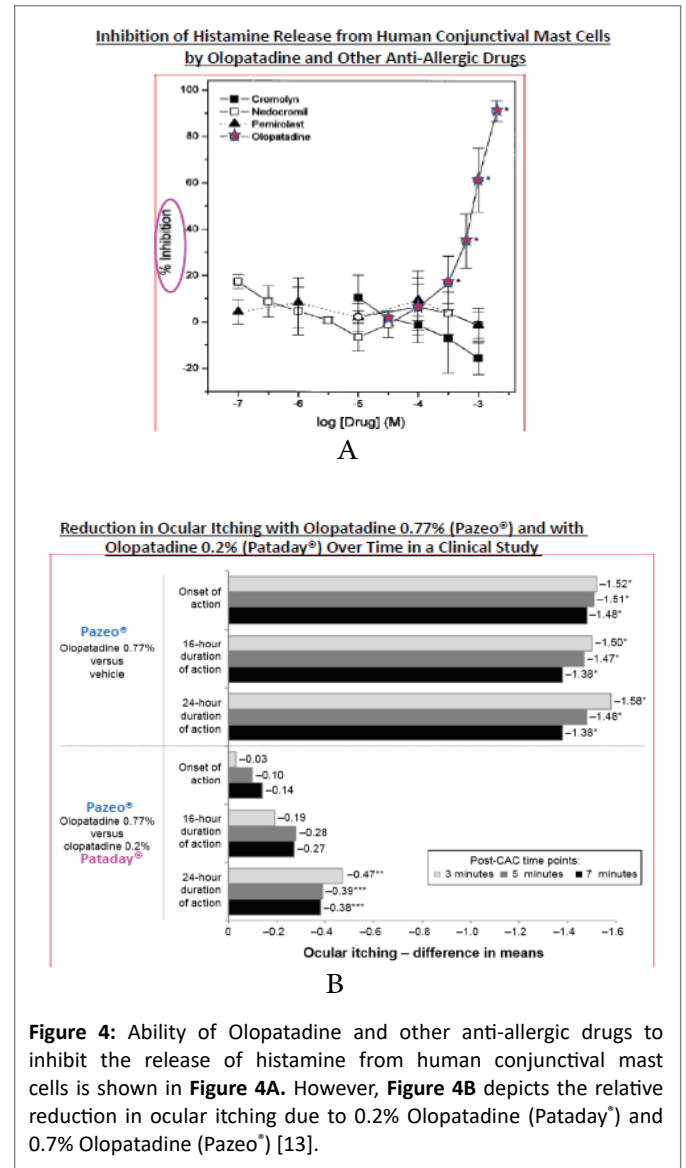 Inhibition of Histamine Release from Human Conjunctival Mast Cells
by Olopatadine and Other Anti-Allergic Drugs
100
80
60
40
20
0
-20
% Inhibition
Cromolyn
Nedocromil
Pemirolast
Olopatadine
*
*
*
*
-7 -6 -5 -4 -3
log [Drug] (M)
A
Reduction in Ocular Itching with Olopatadine 0.77% (Pazeo®) and with
Olopatadine 0.2% (Pataday®) Over Time in a Clinical Study
Pazeo®
Olopatadine 0.77%
versus
vehicle
Onset of
action
−1.52*
−1.51*
−1.48*
16-hour
duration
of action
−1.50*
−1.47*
−1.38*
24-hour
duration
of action
−1.58*
−1.48*
−1.38*
Pazeo®
Olopatadine 0.77%
versus
olopatadine 0.2%
Pataday®
Onset of
action
−0.03
−0.10
−0.14
16-hour
duration
of action
−0.19
−0.28
−0.27
24-hour
duration
of action
−0.47**
−0.39***
−0.38***
Post-CAC time points:
3 minutes 5 minutes 7 minutes
0 −0.2 −0.4 −0.6 −0.8 −1.0 −1.2 −1.4 −1.6
Ocular itching – difference in means
B
Figure 4: Ability of Olopatadine and other anti-allergic drugs to
inhibit the release of histamine from human conjunctival mast
cells is shown in Figure 4A. However, Figure 4B depicts the relative
reduction in ocular itching due to 0.2% Olopatadine (Pataday®) and
0.7% Olopatadine (Pazeo®) [13].